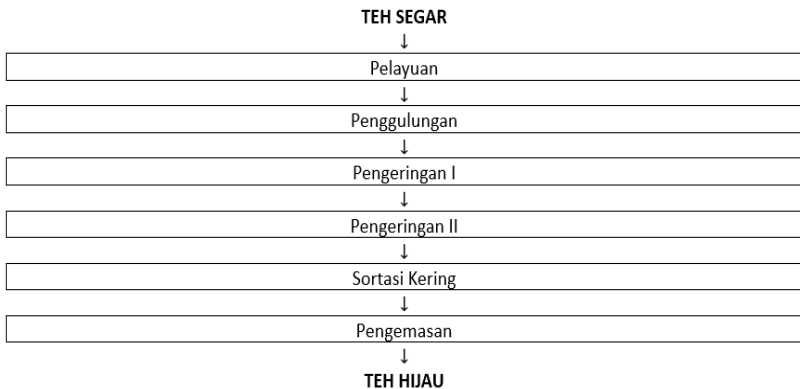 TEH SEGAR
↓
Pelayuan
↓
Penggulungan
↓
Pengeringan I
↓
Pengeringan II
↓
Sortasi Kering
↓
Pengemasan
↓
TEH HIJAU